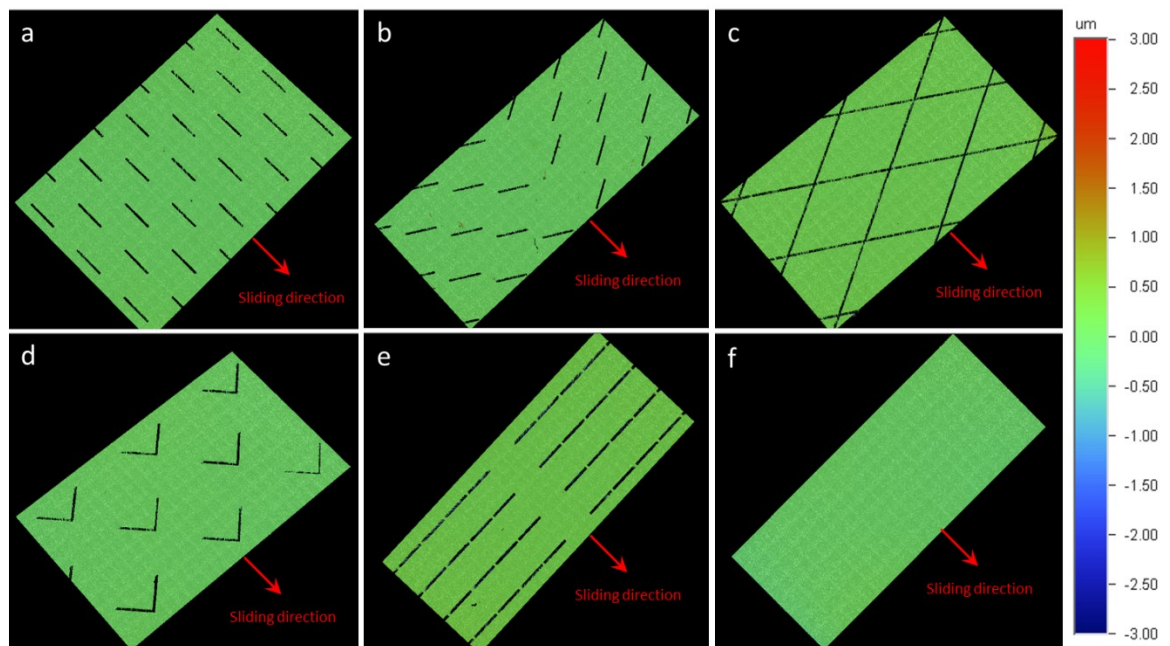 a
b
c
Sliding direction
Sliding direction
Sliding direction
d
e
f
Sliding direction
Sliding direction
Sliding direction
um
3.00
2.50
2.00
1.50
1.00
0.50
0.00
-0.50
-1.00
-1.50
-2.00
-2.50
-3.00